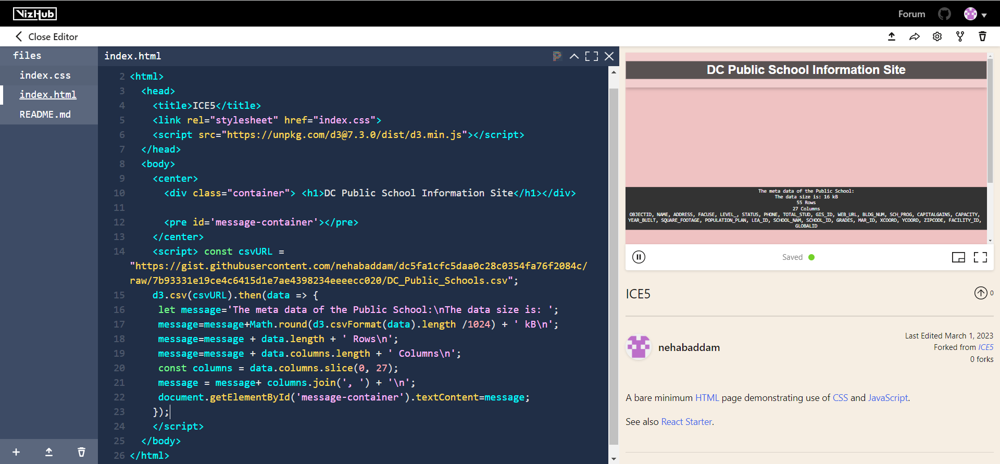 VizHub
Forum
Close Editor
files
index.css
index.html
README.md
index.html
2 <html>
3 <head>
4 <title>ICE5</title>
5 <link rel="stylesheet" href="index.css">
6 <script src="https://unpkg.com/d3@7.3.0/dist/d3.min.js"></script>
7 </head>
8 <body>
9 <center>
10 <div class="container"> <h1>DC Public School Information Site</h1></div>
11
12 <pre id='message-container'></pre>
13 </center>
14 <script> const csvURL =
"https://gist.githubusercontent.com/nehabaddam/dc5fa1cfc5daa0c28c0354fa76f2084c/
raw/7b93331e19ce4c6415d1e7ae4398234eeeecc020/DC_Public_Schools.csv";
15 d3.csv(csvURL).then(data => {
16 let message='The meta data of the Public School:\nThe data size is: ';
17 message=message+Math.round(d3.csvFormat(data).length /1024) + ' kB\n';
18 message=message + data.length + ' Rows\n';
19 message=message + data.columns.length + ' Columns\n';
20 const columns = data.columns.slice(0, 27);
21 message = message+ columns.join(', ') + '\n';
22 document.getElementById('message-container').textContent=message;
23 });
24 </script>
25 </body>
26 </html>
DC Public School Information Site
The meta data of the Public School:
The data size is: 16 kB
55 Rows
27 Columns
OBJECTID, NAME, ADDRESS, FACUSE, LEVEL_, STATUS, PHONE, TOTAL_STUD, GIS_ID, WEB_URL, BLDG_NUM, SCH_PROG, CAPITALGAINS, CAPACITY,
YEAR_BUILT, SQUARE_FOOTAGE, POPULATION_PLAN, LEA_ID, SCHOOL_NAM, SCHOOL_ID, GRADES, MAR_ID, XCOORD, YCOORD, ZIPCODE, FACILITY_ID,
GLOBALID
Saved
ICE5
0
nehabaddam
Last Edited March 1, 2023
Forked from ICE5
0 forks
A bare minimum HTML page demonstrating use of CSS and JavaScript.
See also React Starter.